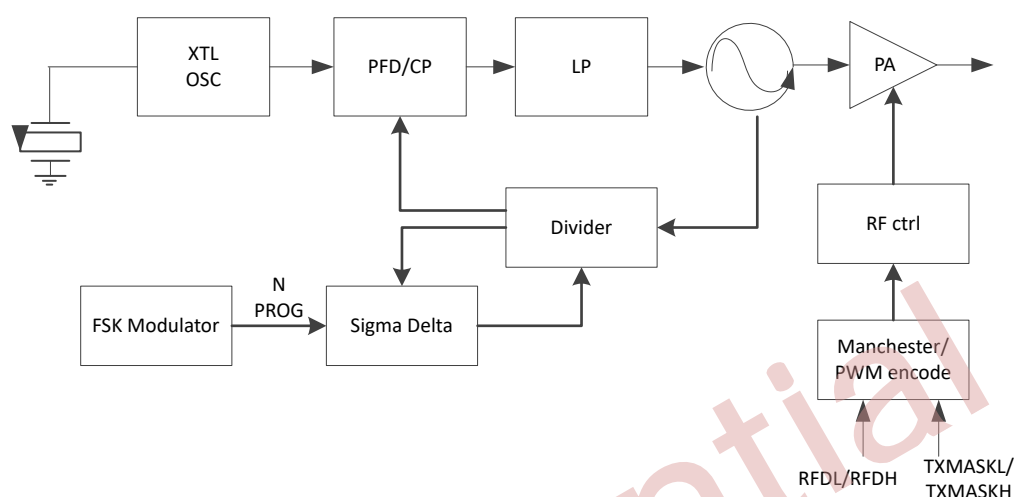 XTL
OSC
PFD/CP
LP
PA
Divider
RF ctrl
N
PROG
FSK Modulator
Sigma Delta
Manchester/
PWM encode
RFDL/RFDH
TXMASKL/
TXMASKH
ntial